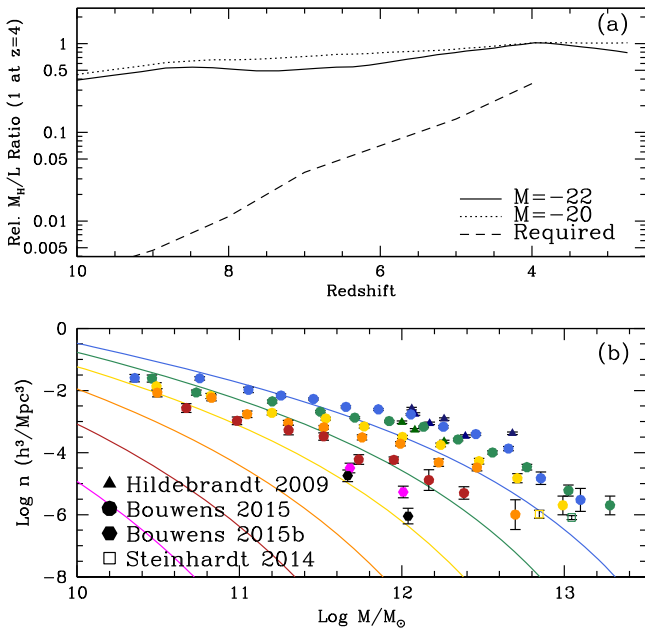 (a)
Rel. M_H/L Ratio (1 at z=4)
1
0.5
0.1
0.05
0.01
0.005
M=−22
M=−20
Required
10
8
6
4
Redshift
(b)
Log n (h³/Mpc³)
0
−2
−4
−6
−8
Hildebrandt 2009
Bouwens 2015
Bouwens 2015b
Steinhardt 2014
10
11
12
13
Log M/M_⊙